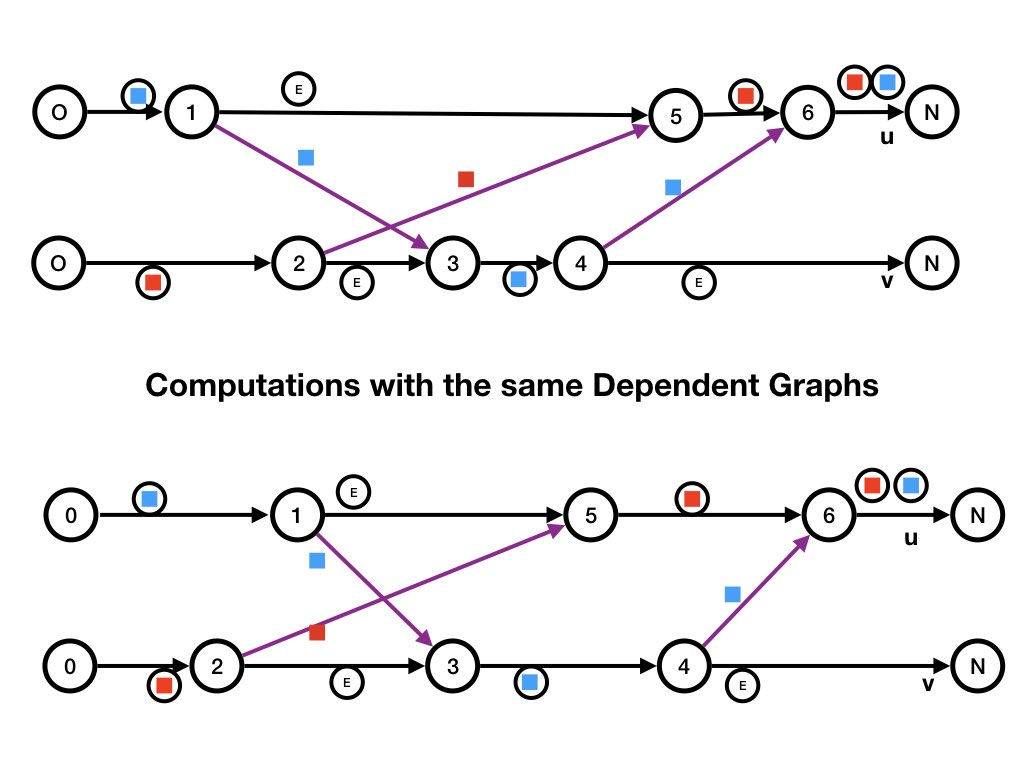 E
O 1 5 6 N
u
O 2 3 4 N
E E v
Computations with the same Dependent Graphs
E
0 1 5 6 N
u
0 2 3 4 N
E E v